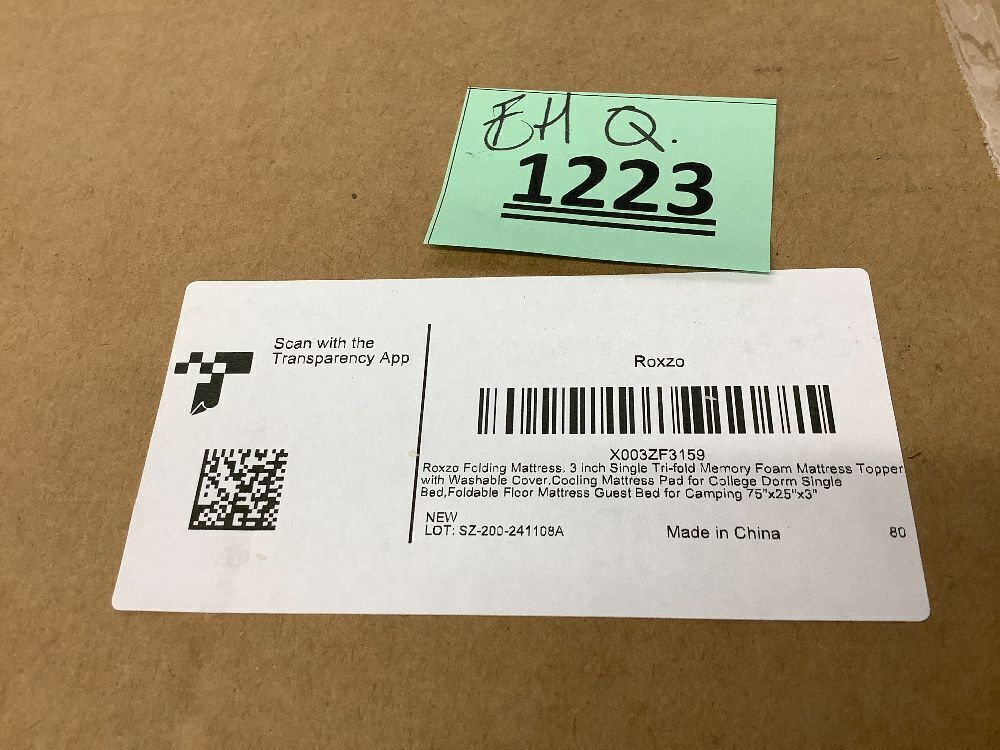 EH Q.
1223
Scan with the
Transparency App
Roxzo
X003ZF3159
Roxzo Folding Mattress. 3 inch Single Tri-fold Memory Foam Mattress Topper
with Washable Cover,Cooling Mattress Pad for College Dorm Single
Bed,Foldable Floor Mattress Guest Bed for Camping 75"x25"x3"
NEW
LOT: SZ-200-241108A
Made in China
80